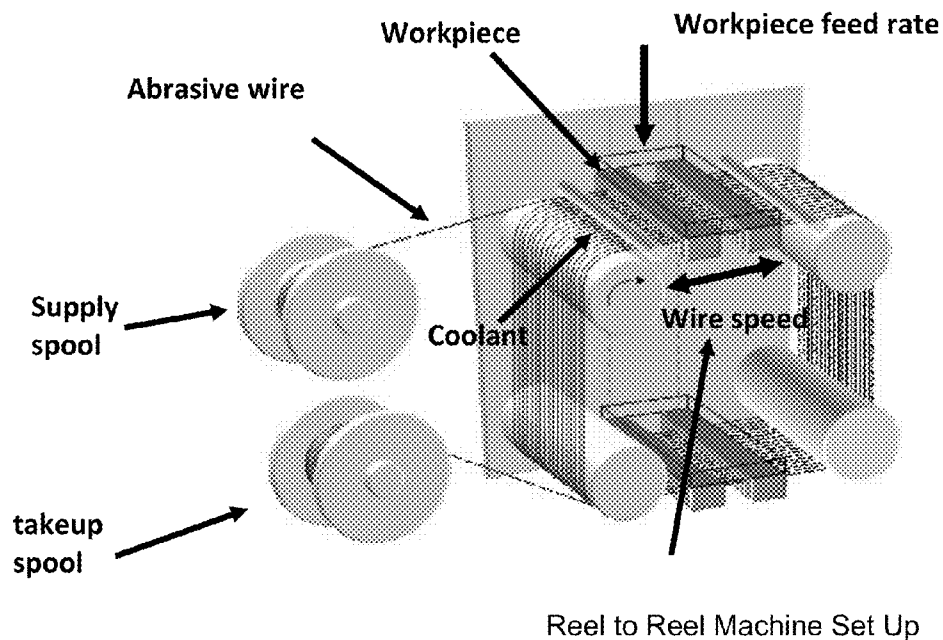 Workpiece
Workpiece feed rate
Abrasive wire
Supply
spool
Coolant
Wire speed
takeup
spool
Reel to Reel Machine Set Up